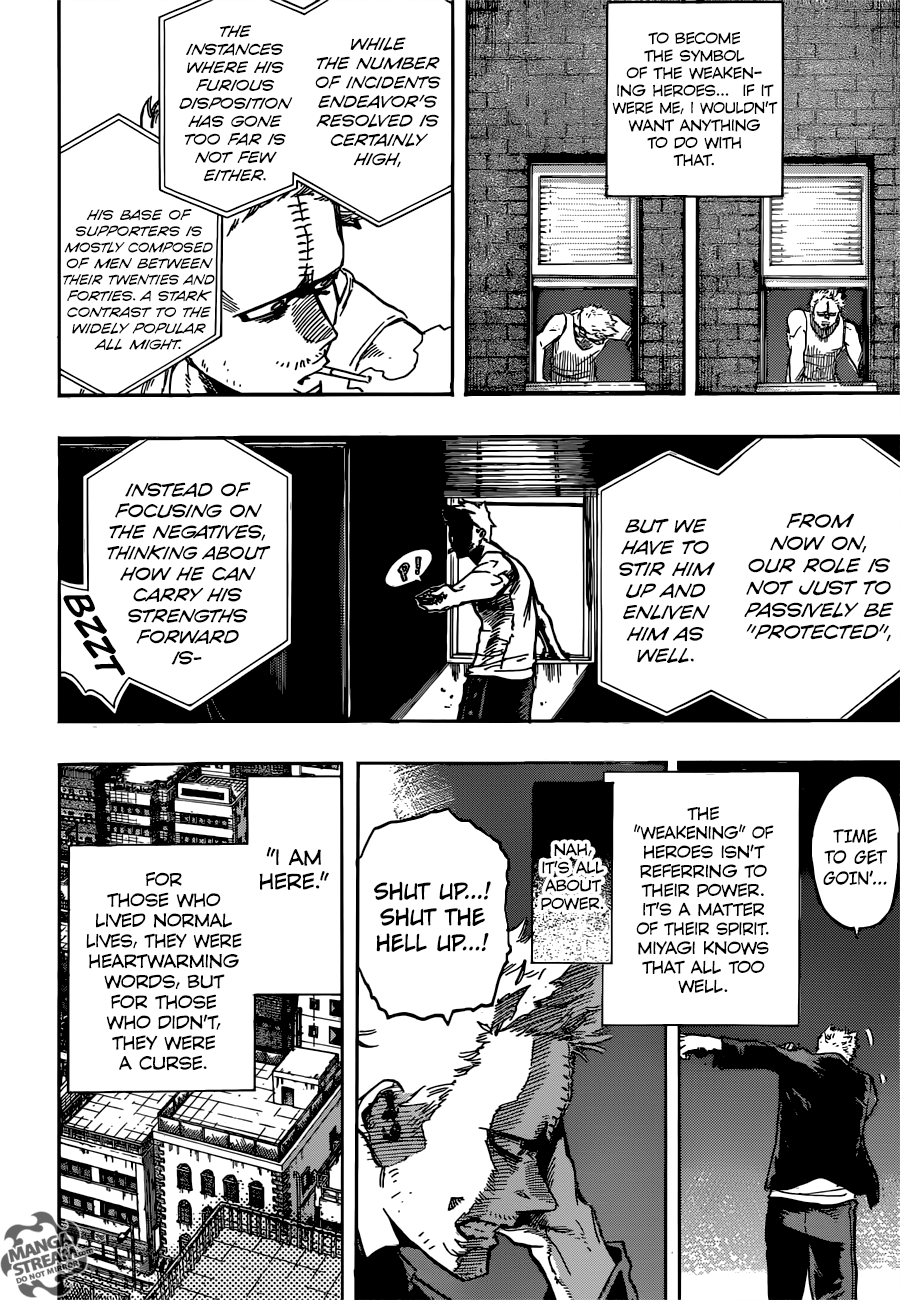 TO BECOME
THE SYMBOL
OF THE WEAKEN-
ING HEROES... IF IT
WERE ME, I WOULDN'T
WANT ANYTHING
TO DO WITH
THAT.
WHILE
THE NUMBER
OF INCIDENTS
ENDEAVOR'S
RESOLVED IS
CERTAINLY
HIGH,
THE
INSTANCES
WHERE HIS
FURIOUS
DISPOSITION
HAS GONE
TOO FAR IS
NOT FEW
EITHER.
HIS BASE OF
SUPPORTERS IS
MOSTLY COMPOSED
OF MEN BETWEEN
THEIR TWENTIES AND
FORTIES. A STARK
CONTRAST TO THE
WIDELY POPULAR
ALL MIGHT.
FROM
NOW ON,
OUR ROLE IS
NOT JUST TO
PASSIVELY BE
"PROTECTED",
BUT WE
HAVE TO
STIR HIM
UP AND
ENLIVEN
HIM AS
WELL.
P!
INSTEAD OF
FOCUSING ON
THE NEGATIVES,
THINKING ABOUT
HOW HE CAN
CARRY HIS
STRENGTHS
FORWARD
IS-
BZZT
TIME
TO GET
GOIN'...
THE
"WEAKENING" OF
HEROES ISN'T
REFERRING TO
THEIR POWER.
IT'S A MATTER
OF THEIR SPIRIT.
MIYAGI KNOWS
THAT ALL TOO
WELL.
NAH,
IT'S ALL
ABOUT
POWER.
SHUT UP...!
SHUT THE
HELL UP...!
"I AM
HERE."
FOR
THOSE WHO
LIVED NORMAL
LIVES, THEY WERE
HEARTWARMING
WORDS, BUT
FOR THOSE
WHO DIDN'T,
THEY WERE
A CURSE.
MANGA
STREAM.com
DO NOT MIRROR